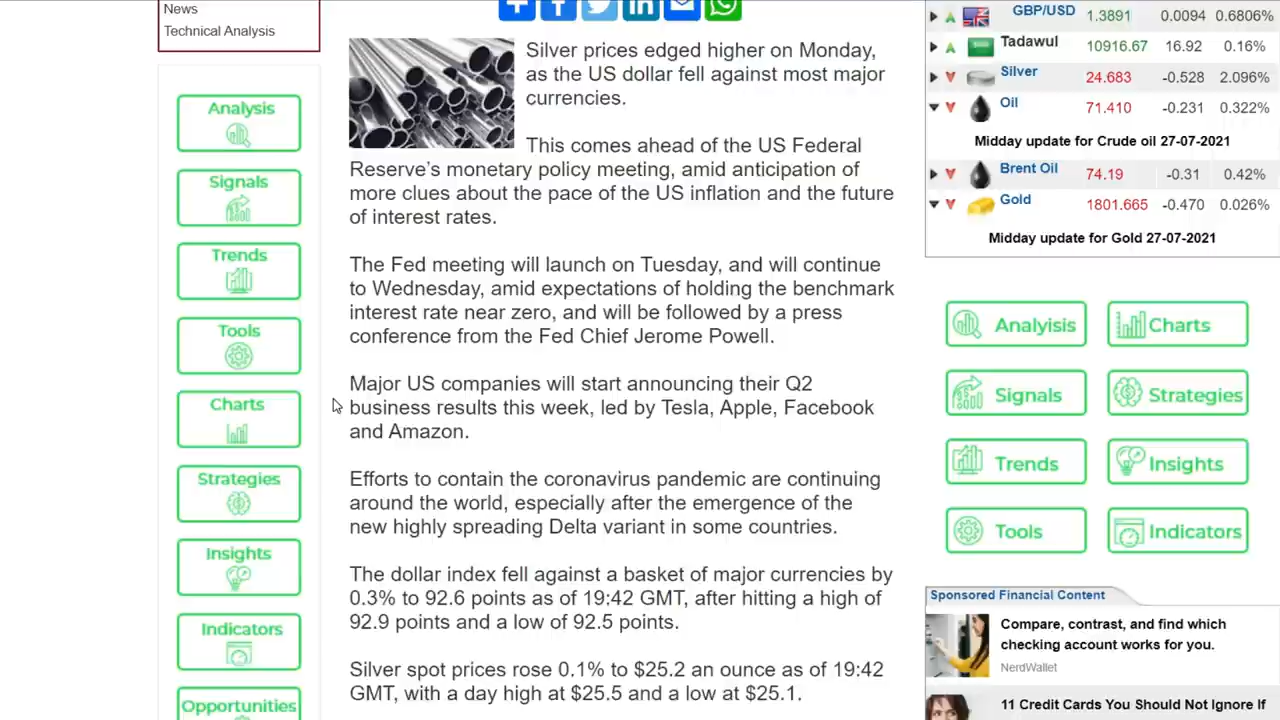 News
Technical Analysis
Analysis
Signals
Trends
Tools
Charts
Strategies
Insights
Indicators
Opportunities
Silver prices edged higher on Monday,
as the US dollar fell against most major
currencies.
This comes ahead of the US Federal
Reserve’s monetary policy meeting, amid anticipation of
more clues about the pace of the US inflation and the future
of interest rates.
The Fed meeting will launch on Tuesday, and will continue
to Wednesday, amid expectations of holding the benchmark
interest rate near zero, and will be followed by a press
conference from the Fed Chief Jerome Powell.
Major US companies will start announcing their Q2
business results this week, led by Tesla, Apple, Facebook
and Amazon.
Efforts to contain the coronavirus pandemic are continuing
around the world, especially after the emergence of the
new highly spreading Delta variant in some countries.
The dollar index fell against a basket of major currencies by
0.3% to 92.6 points as of 19:42 GMT, after hitting a high of
92.9 points and a low of 92.5 points.
Silver spot prices rose 0.1% to $25.2 an ounce as of 19:42
GMT, with a day high at $25.5 and a low at $25.1.
GBP/USD 1.3891 0.0094 0.6806%
Tadawul 10916.67 16.92 0.16%
Silver 24.683 -0.528 2.096%
Oil 71.410 -0.231 0.322%
Midday update for Crude oil 27-07-2021
Brent Oil 74.19 -0.31 0.42%
Gold 1801.665 -0.470 0.026%
Midday update for Gold 27-07-2021
Analyisis Charts
Signals Strategies
Trends Insights
Tools Indicators
Sponsored Financial Content
Compare, contrast, and find which
checking account works for you.
NerdWallet
11 Credit Cards You Should Not Ignore If